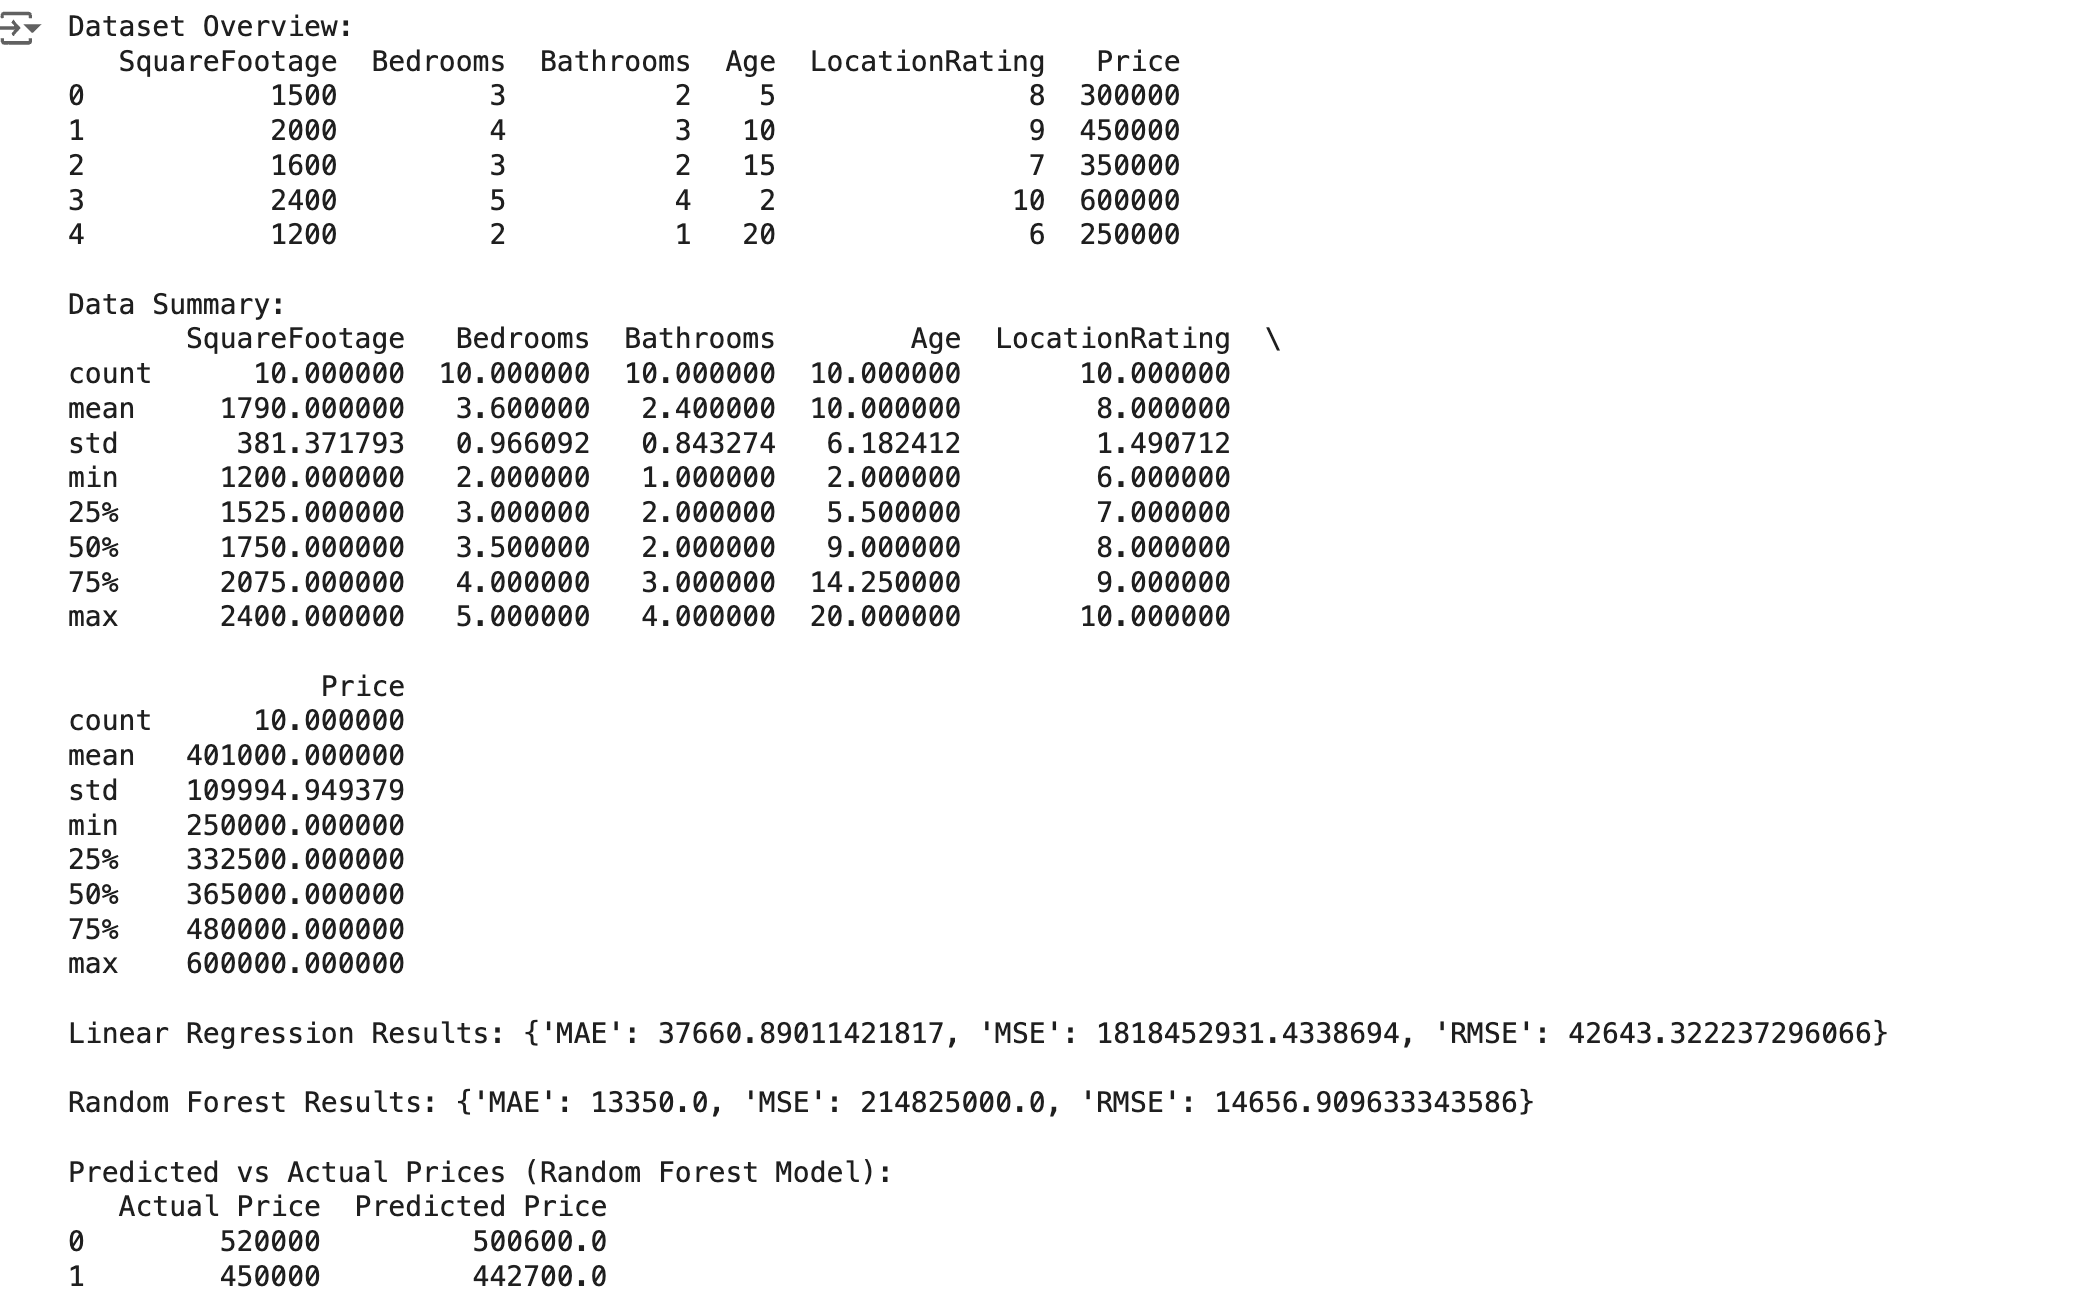 Dataset Overview:
   SquareFootage  Bedrooms  Bathrooms  Age  LocationRating   Price
0           1500         3          2    5               8  300000
1           2000         4          3   10               9  450000
2           1600         3          2   15               7  350000
3           2400         5          4    2              10  600000
4           1200         2          1   20               6  250000

Data Summary:
       SquareFootage   Bedrooms  Bathrooms        Age  LocationRating  \
count      10.000000  10.000000  10.000000  10.000000       10.000000
mean     1790.000000   3.600000   2.400000  10.000000        8.000000
std       381.371793   0.966092   0.843274   6.182412        1.490712
min      1200.000000   2.000000   1.000000   2.000000        6.000000
25%      1525.000000   3.000000   2.000000   5.500000        7.000000
50%      1750.000000   3.500000   2.000000   9.000000        8.000000
75%      2075.000000   4.000000   3.000000  14.250000        9.000000
max      2400.000000   5.000000   4.000000  20.000000       10.000000

               Price
count      10.000000
mean   401000.000000
std    109994.949379
min    250000.000000
25%    332500.000000
50%    365000.000000
75%    480000.000000
max    600000.000000

Linear Regression Results: {'MAE': 37660.89011421817, 'MSE': 1818452931.4338694, 'RMSE': 42643.322237296066}

Random Forest Results: {'MAE': 13350.0, 'MSE': 214825000.0, 'RMSE': 14656.909633343586}

Predicted vs Actual Prices (Random Forest Model):
   Actual Price  Predicted Price
0        520000         500600.0
1        450000         442700.0